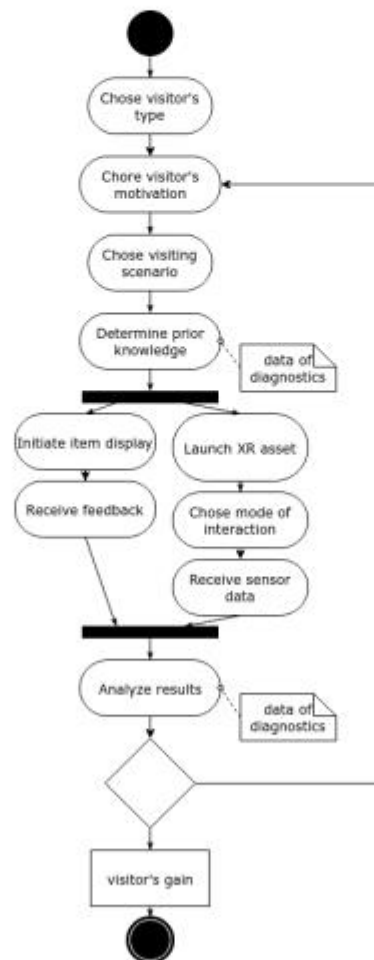 Chose visitor's
type
Chore visitor's
motivation
Chose visiting
scenario
Determine prior
knowledge
data of
diagnostics
Initiate item display
Launch XR asset
Receive feedback
Chose mode of
interaction
Receive sensor
data
Analyze results
data of
diagnostics
visitor's gain